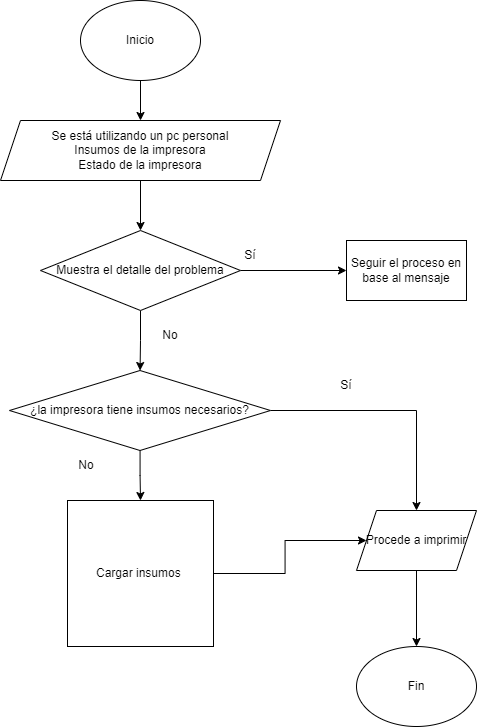 Inicio
Se está utilizando un pc personal
Insumos de la impresora
Estado de la impresora
Muestra el detalle del problema
Sí
Seguir el proceso en
base al mensaje
No
¿la impresora tiene insumos necesarios?
Sí
No
Cargar insumos
Procede a imprimir
Fin